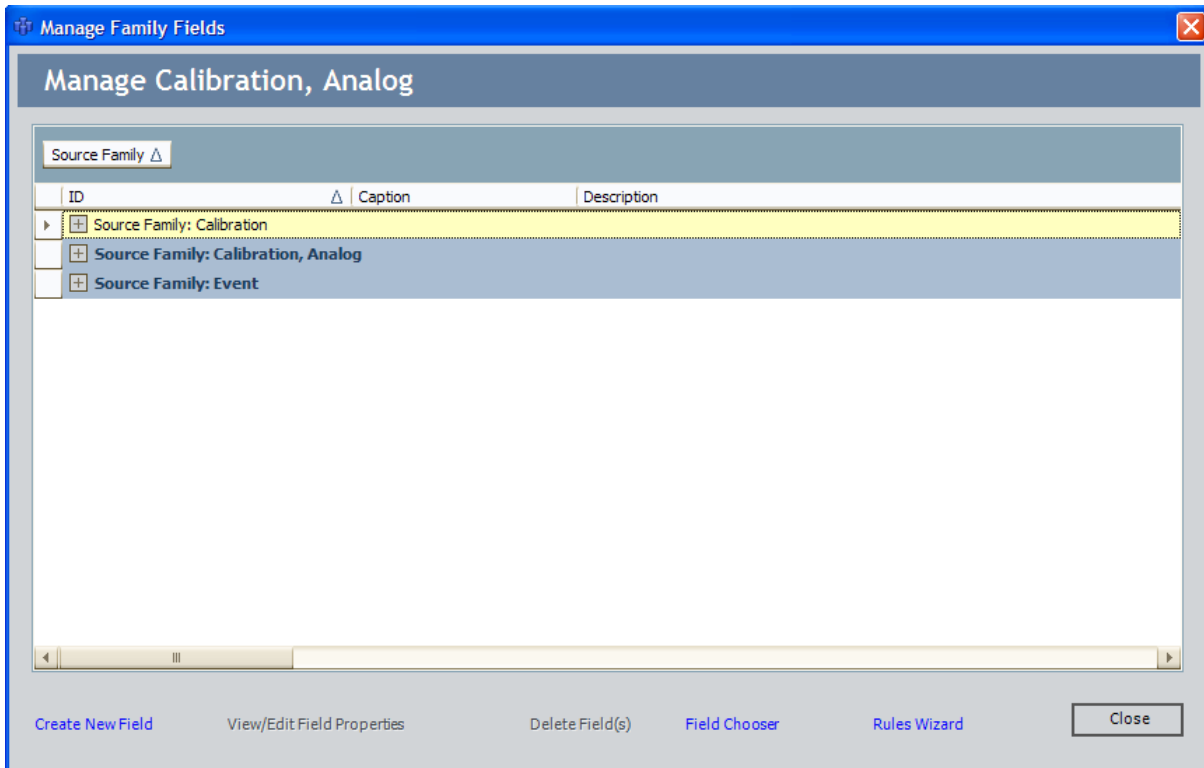 Manage Family Fields
Manage Calibration, Analog
Source Family
ID Caption Description
Source Family: Calibration
Source Family: Calibration, Analog
Source Family: Event
Create New Field View/Edit Field Properties Delete Field(s) Field Chooser Rules Wizard Close